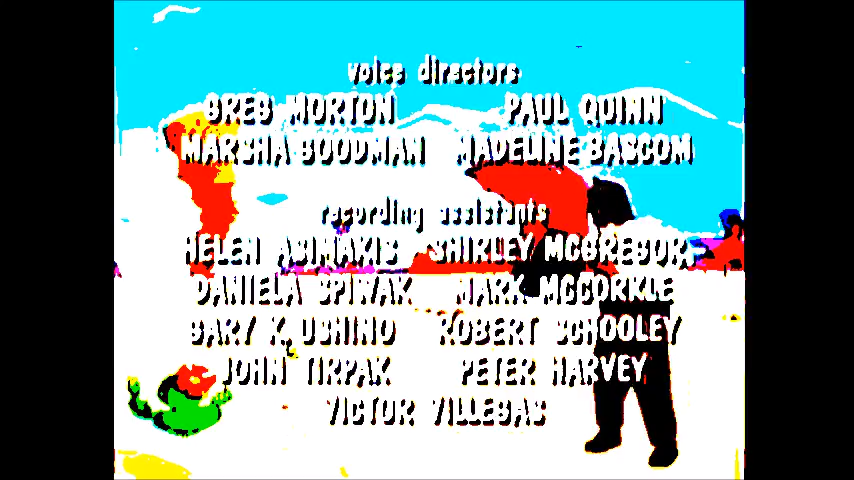 voice directors
GREG MORTON PAUL QUINN
MARSHA GOODMAN MADELINE BASCOM
recording assistants
HELEN ASIMAKIS SHIRLEY MCGREGOR
DANIELA SPIWAK MARK MCCORKLE
GARY K. USHINO ROBERT SCHOOLEY
JOHN TIRPAK PETER HARVEY
VICTOR VILLEGAS